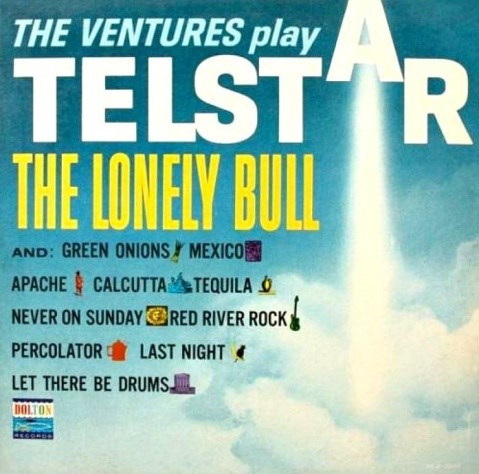 THE VENTURES play
TELSTAR
THE LONELY BULL
AND: GREEN ONIONS MEXICO
APACHE CALCUTTA TEQUILA
NEVER ON SUNDAY RED RIVER ROCK
PERCOLATOR LAST NIGHT
LET THERE BE DRUMS
DOLTON
RECORDS